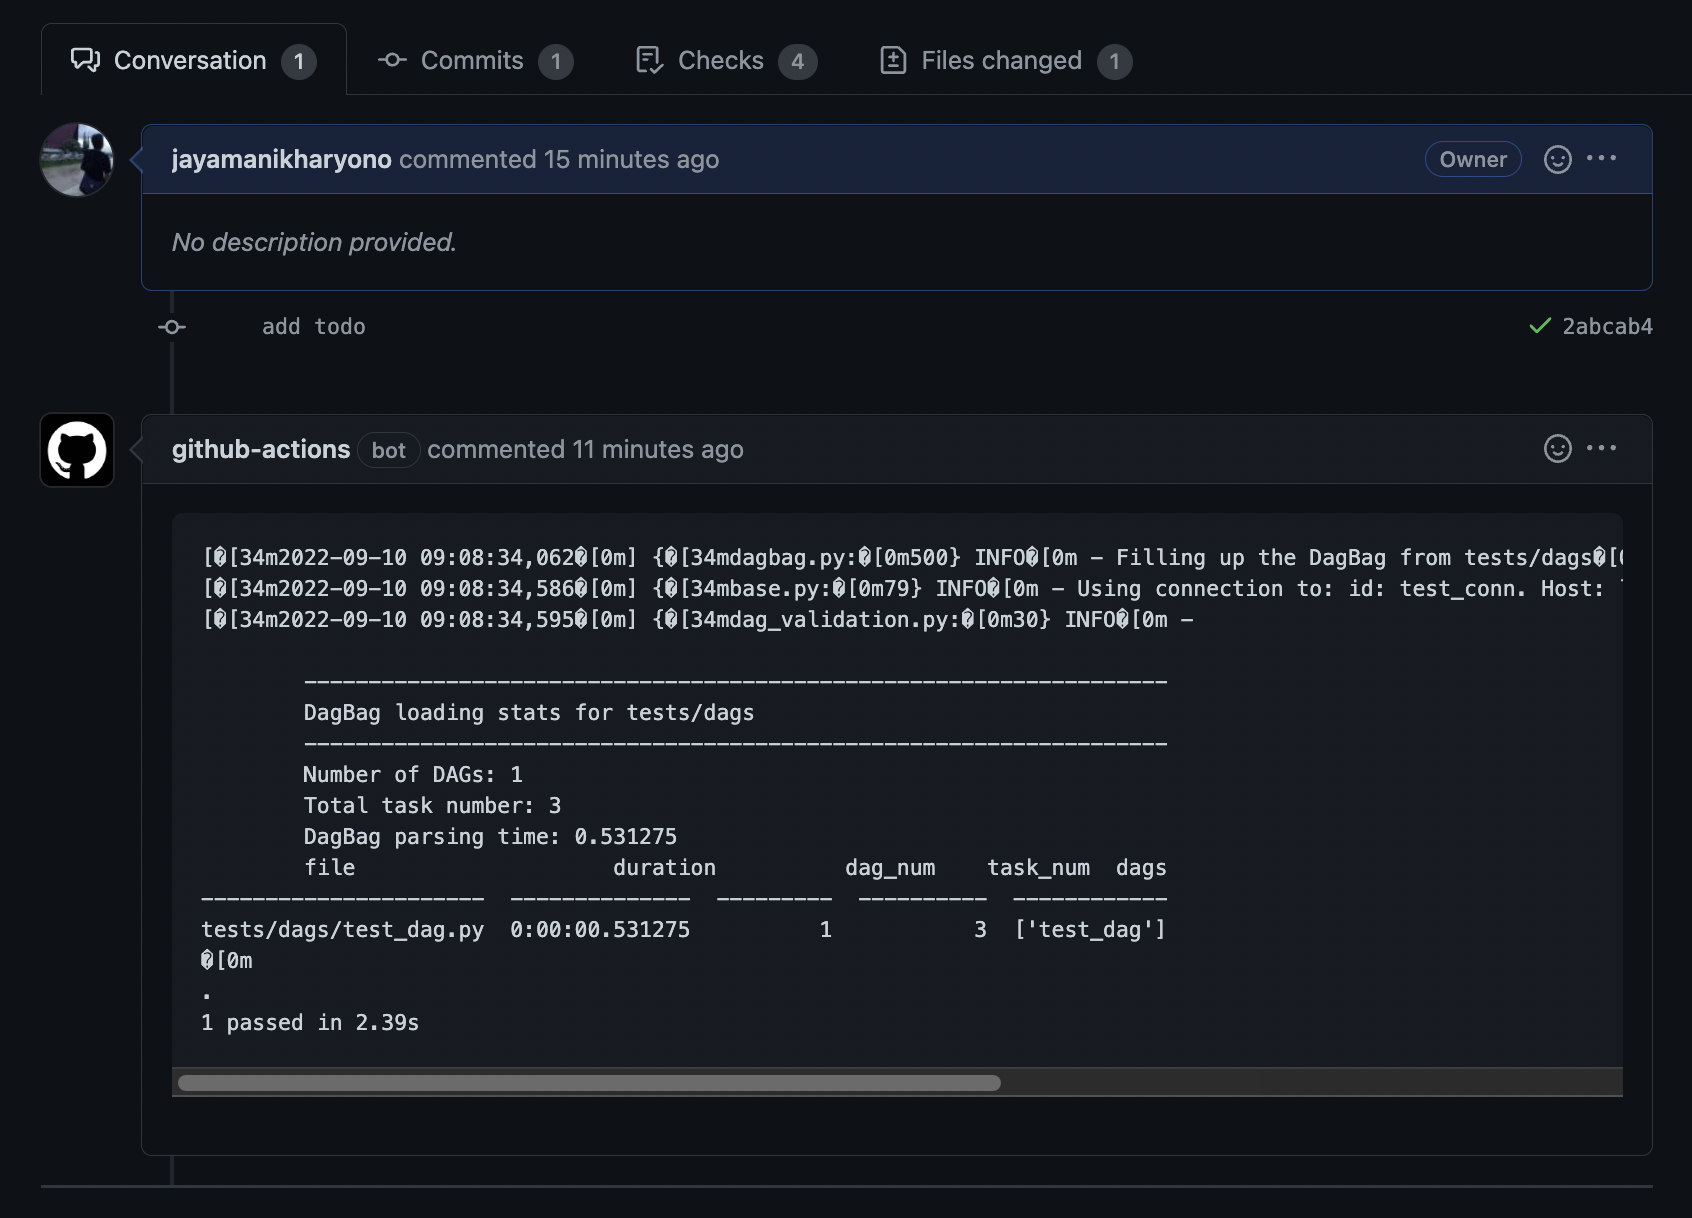 Conversation 1 Commits 1 Checks 4 Files changed 1
jayamanikharyono commented 15 minutes ago Owner
No description provided.
add todo 2abcab4
github-actions bot commented 11 minutes ago
[�[34m2022-09-10 09:08:34,062�[0m] {�[34mdagbag.py:�[0m500} INFO�[0m - Filling up the DagBag from tests/dags�[0
[�[34m2022-09-10 09:08:34,586�[0m] {�[34mbase.py:�[0m79} INFO�[0m - Using connection to: id: test_conn. Host:
[�[34m2022-09-10 09:08:34,595�[0m] {�[34mdag_validation.py:�[0m30} INFO�[0m -
-------------------------------------------------------------------
DagBag loading stats for tests/dags
-------------------------------------------------------------------
Number of DAGs: 1
Total task number: 3
DagBag parsing time: 0.531275
file duration dag_num task_num dags
---------------------- -------------- --------- ---------- ------------
tests/dags/test_dag.py 0:00:00.531275 1 3 ['test_dag']
�[0m
.
1 passed in 2.39s